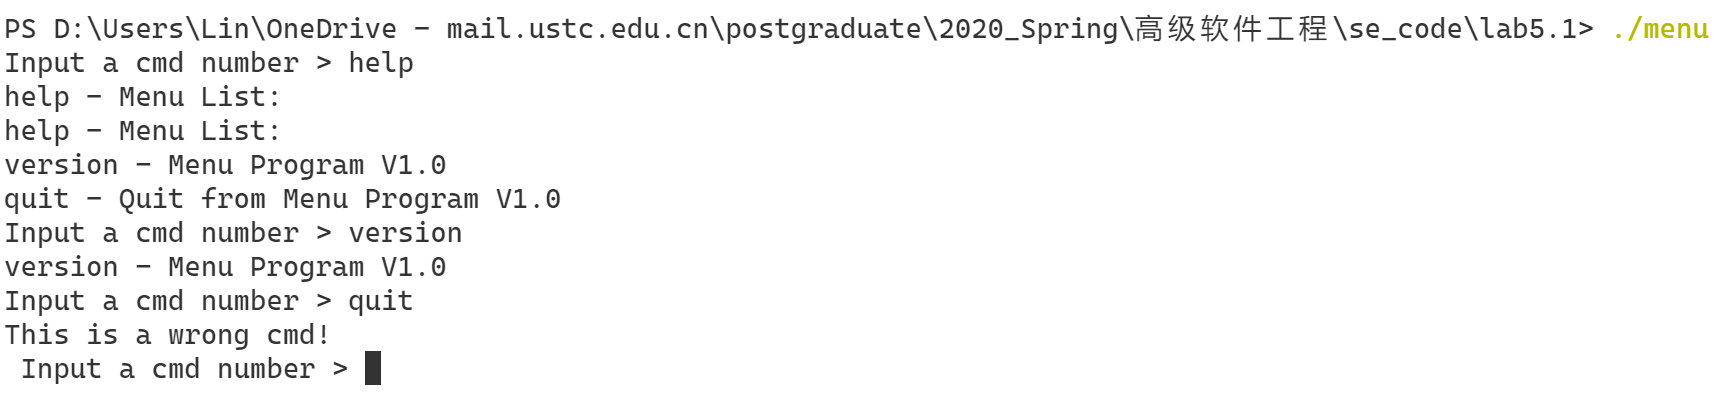 PS D:\Users\Lin\OneDrive - mail.ustc.edu.cn\postgraduate\2020_Spring\高级软件工程\se_code\lab5.1> ./menu
Input a cmd number > help
help - Menu List:
help - Menu List:
version - Menu Program V1.0
quit - Quit from Menu Program V1.0
Input a cmd number > version
version - Menu Program V1.0
Input a cmd number > quit
This is a wrong cmd!
 Input a cmd number >